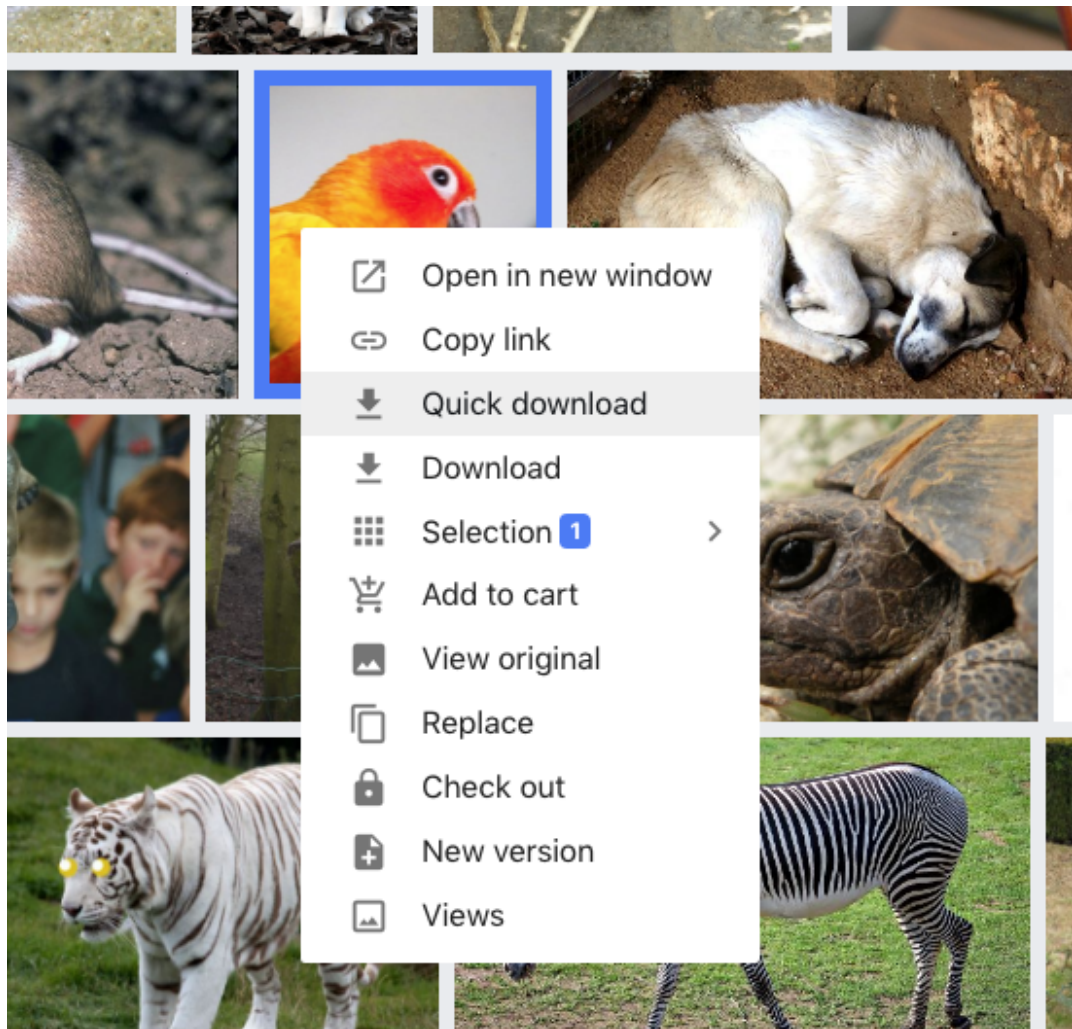 Open in new window
Copy link
Quick download
Download
Selection 1
Add to cart
View original
Replace
Check out
New version
Views